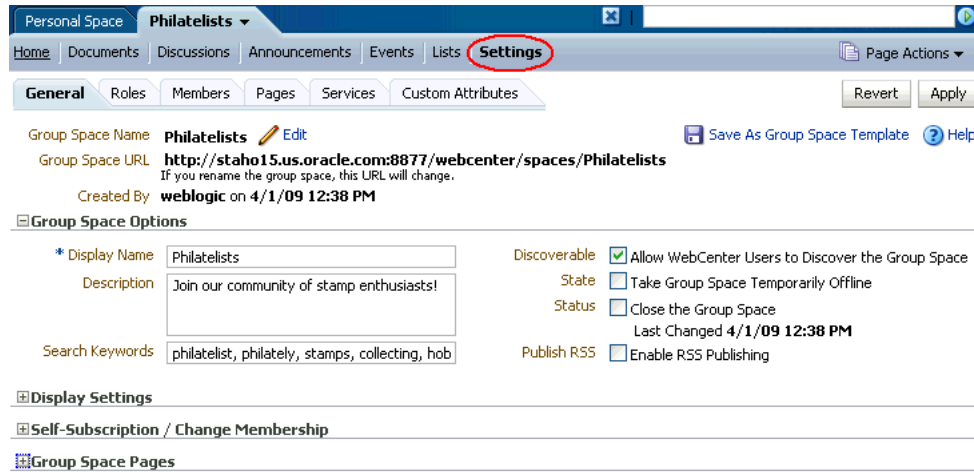 Personal Space Philatelists
Home Documents Discussions Announcements Events Lists Settings Page Actions
General Roles Members Pages Services Custom Attributes Revert Apply
Group Space Name Philatelists Edit Save As Group Space Template Help
Group Space URL http://staho15.us.oracle.com:8877/webcenter/spaces/Philatelists
If you rename the group space, this URL will change.
Created By weblogic on 4/1/09 12:38 PM
Group Space Options
* Display Name Philatelists Discoverable Allow WebCenter Users to Discover the Group Space
Description Join our community of stamp enthusiasts! State Take Group Space Temporarily Offline
Status Close the Group Space
Last Changed 4/1/09 12:38 PM
Search Keywords philatelist, philately, stamps, collecting, hob Publish RSS Enable RSS Publishing
Display Settings
Self-Subscription / Change Membership
Group Space Pages